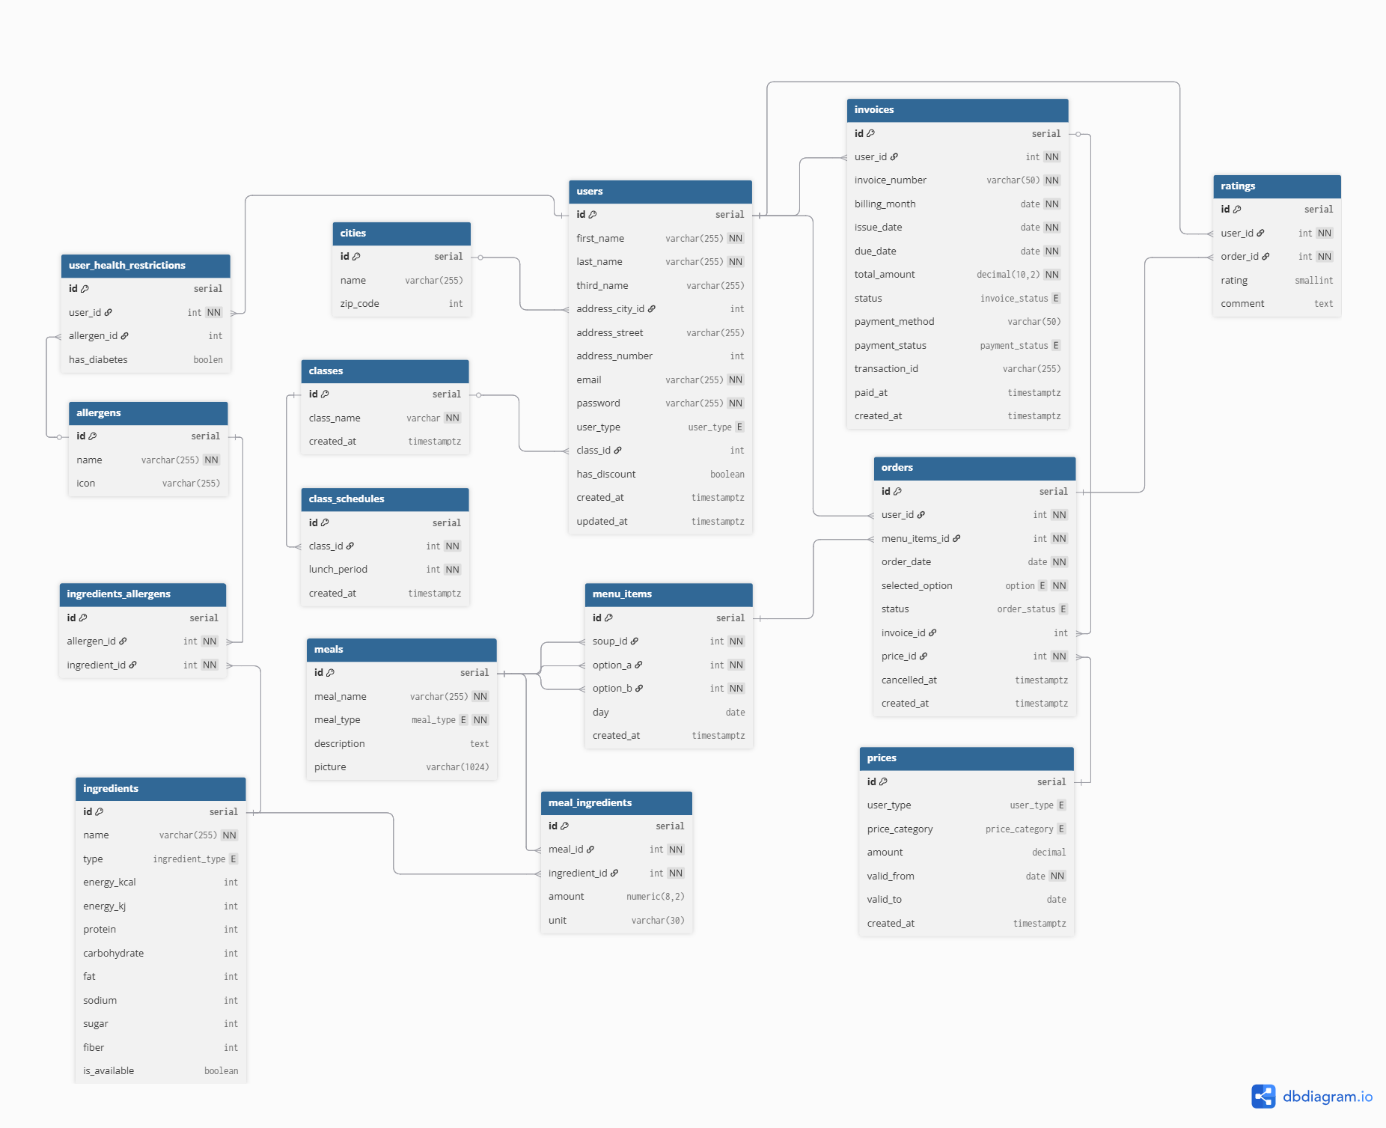 invoices
id serial
user_id int NN
invoice_number varchar(50) NN
billing_month date NN
issue_date date NN
due_date date NN
total_amount decimal(10,2) NN
status invoice_status E
payment_method varchar(50)
payment_status payment_status E
transaction_id varchar(255)
paid_at timestamptz
created_at timestamptz
ratings
id serial
user_id int NN
order_id int NN
rating smallint
comment text
users
id serial
first_name varchar(255) NN
last_name varchar(255) NN
third_name varchar(255)
address_city_id int
address_street varchar(255)
address_number int
email varchar(255) NN
password varchar(255) NN
user_type user_type E
class_id int
has_discount boolean
created_at timestamptz
updated_at timestamptz
cities
id serial
name varchar(255)
zip_code int
user_health_restrictions
id serial
user_id int NN
allergen_id int
has_diabetes boolen
classes
id serial
class_name varchar NN
created_at timestamptz
allergens
id serial
name varchar(255) NN
icon varchar(255)
class_schedules
id serial
class_id int NN
lunch_period int NN
created_at timestamptz
orders
id serial
user_id int NN
menu_items_id int NN
order_date date NN
selected_option option E NN
status order_status E
invoice_id int
price_id int NN
cancelled_at timestamptz
created_at timestamptz
ingredients_allergens
id serial
allergen_id int NN
ingredient_id int NN
menu_items
id serial
soup_id int NN
option_a int NN
option_b int NN
day date
created_at timestamptz
meals
id serial
meal_name varchar(255) NN
meal_type meal_type E NN
description text
picture varchar(1024)
prices
id serial
user_type user_type E
price_category price_category E
amount decimal
valid_from date NN
valid_to date
created_at timestamptz
ingredients
id serial
name varchar(255) NN
type ingredient_type E
energy_kcal int
energy_kj int
protein int
carbohydrate int
fat int
sodium int
sugar int
fiber int
is_available boolean
meal_ingredients
id serial
meal_id int NN
ingredient_id int NN
amount numeric(8,2)
unit varchar(30)
dbdiagram.io